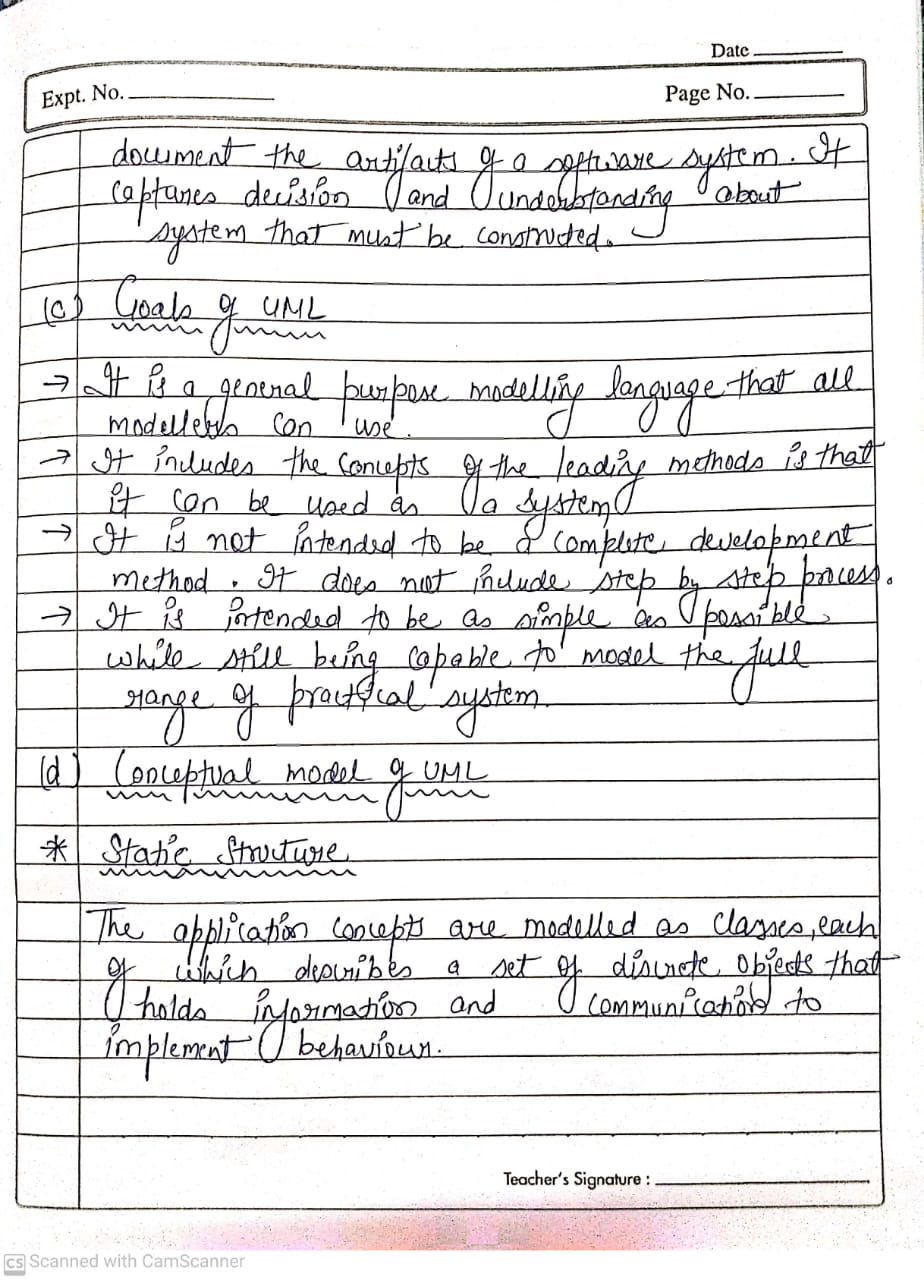 Date
Expt. No.
Page No.
document the artifacts of a software system. It
captures decision and understanding about
system that must be constructed.
(c) Goals of UML
→ It is a general purpose modelling language that all
modellers can use.
→ It includes the concepts of the leading methods is that
it can be used as a system
→ It is not intended to be a complete development
method. It does not include step by step process.
→ It is intended to be as simple as possible
while still being capable to model the full
range of practical system.
(d) Conceptual model of UML
* Static Structure
The application concepts are modelled as classes, each
of which describes a set of discrete objects that
holds information and communication to
implement behaviour.
Teacher's Signature :
CS Scanned with CamScanner